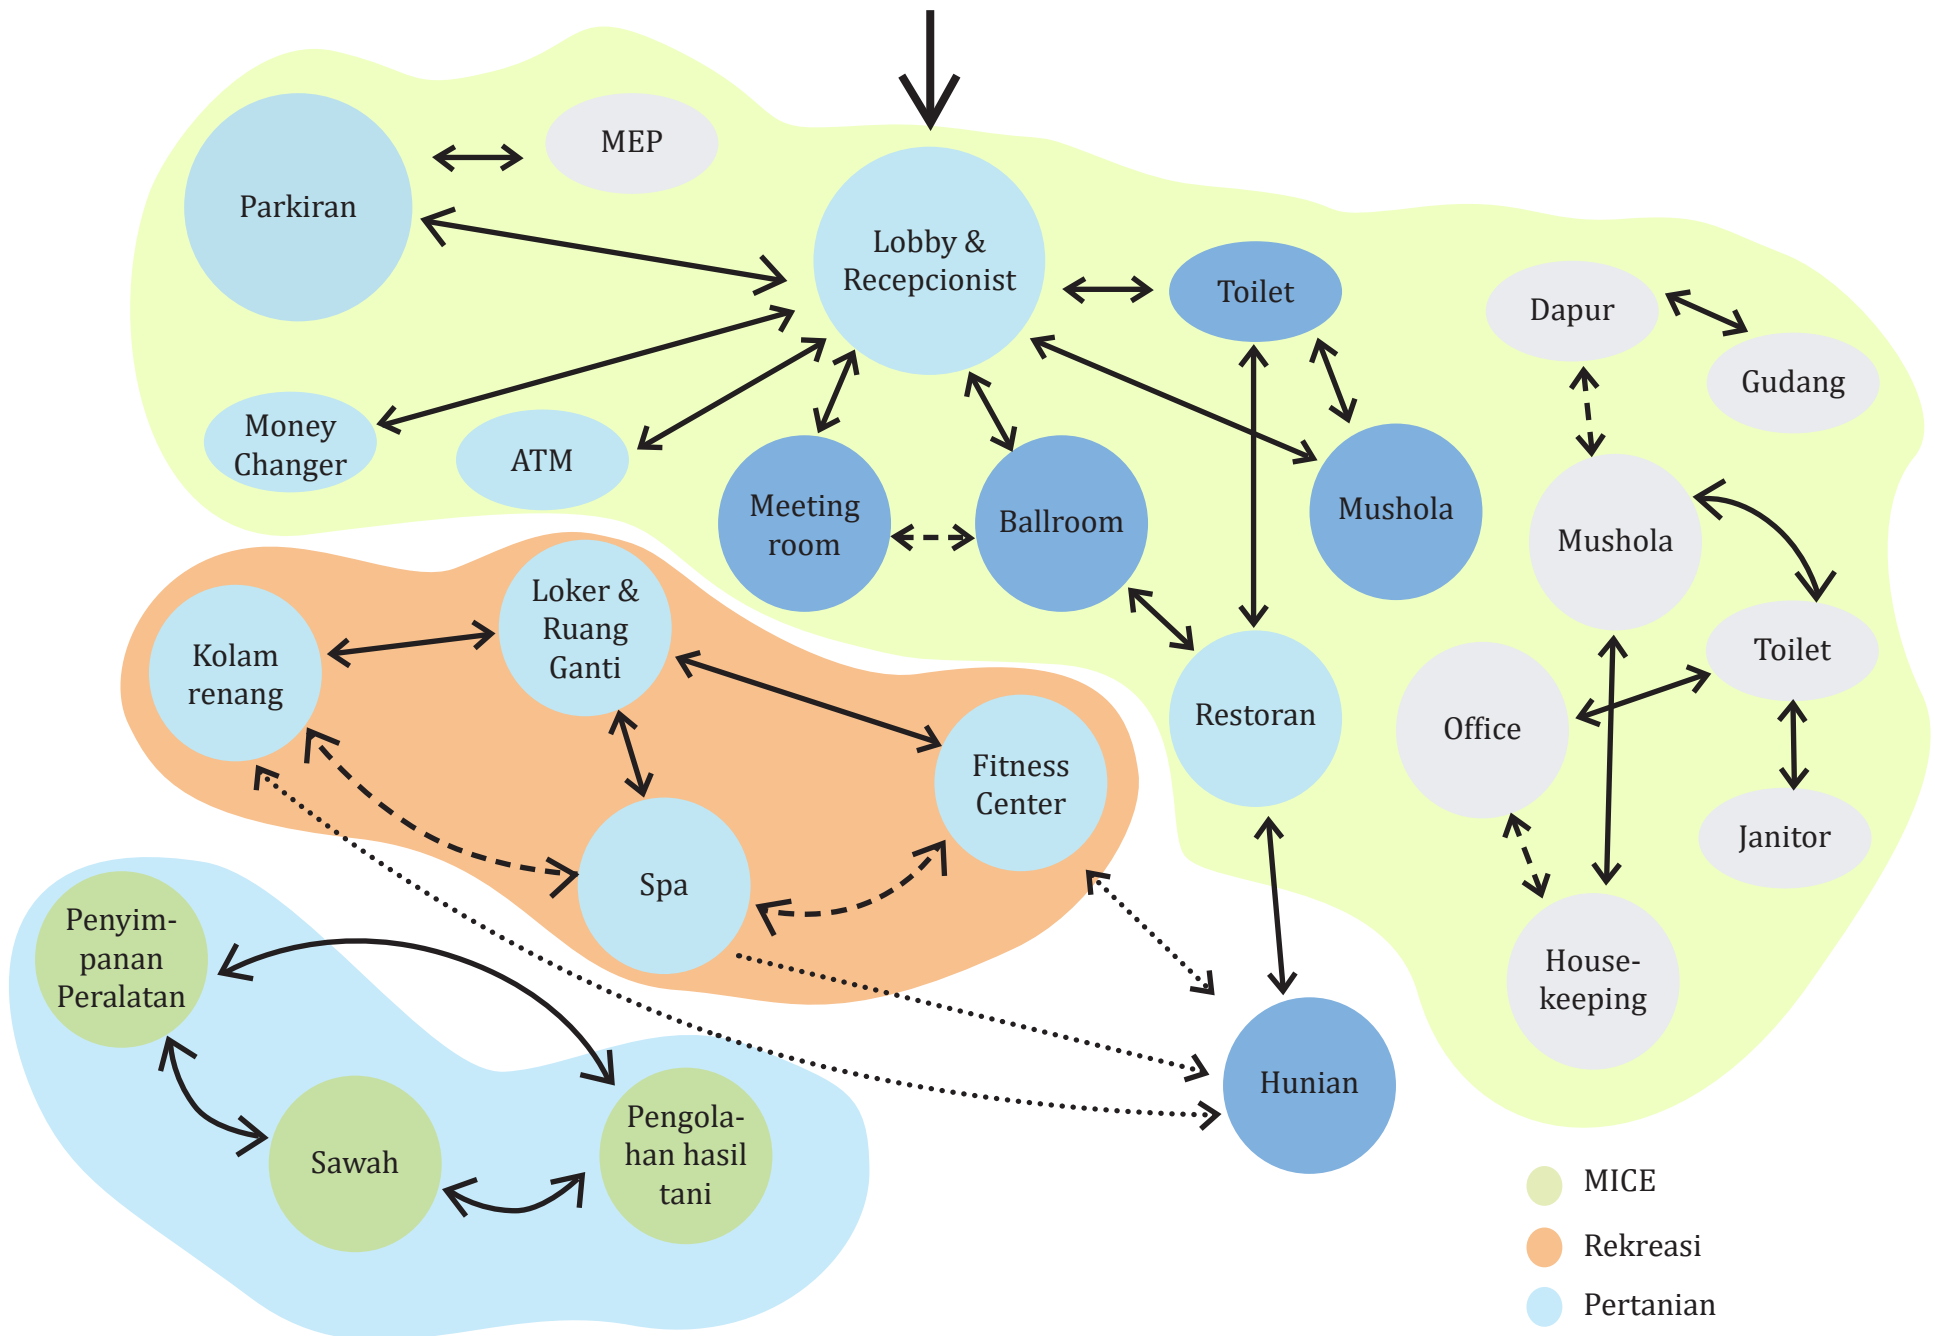 MEP
Parkiran
Lobby &
Recepcionist
Toilet
Dapur
Gudang
Money
Changer
ATM
Meeting
room
Ballroom
Mushola
Mushola
Loker &
Ruang
Ganti
Kolam
renang
Toilet
Restoran
Office
Fitness
Center
Janitor
Spa
Penyim-
panan
Peralatan
House-
keeping
Hunian
Pengola-
han hasil
tani
Sawah
MICE
Rekreasi
Pertanian